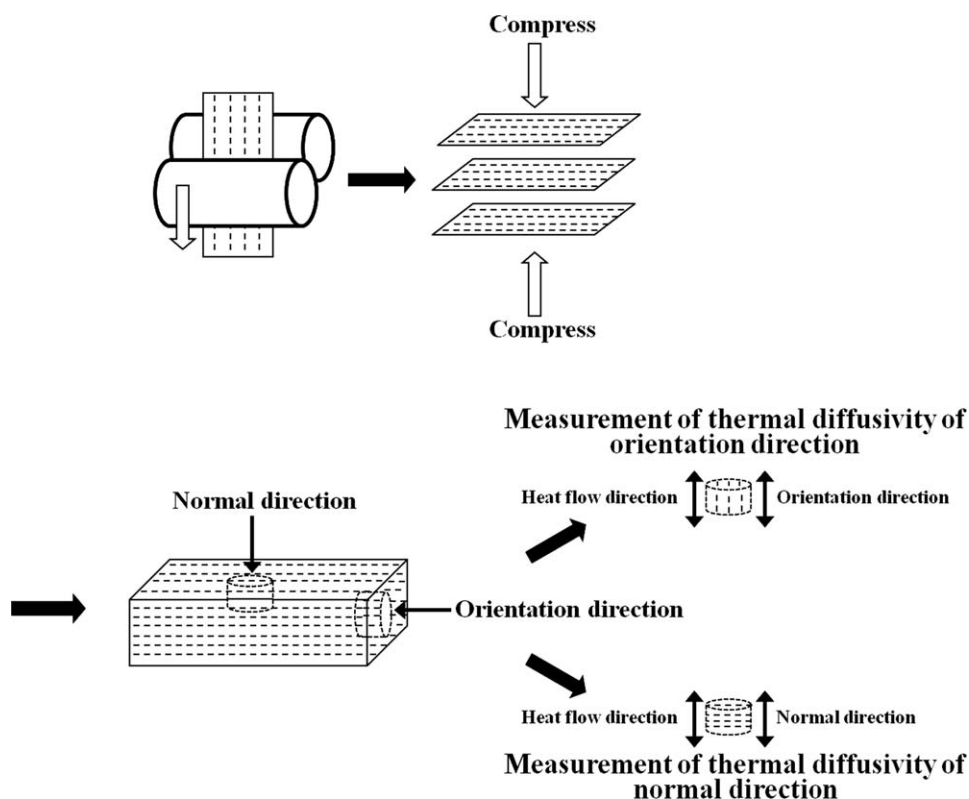 Compress
Compress
Measurement of thermal diffusivity of
orientation direction
Normal direction
Heat flow direction
Orientation direction
Orientation direction
Heat flow direction
Normal direction
Measurement of thermal diffusivity of
normal direction